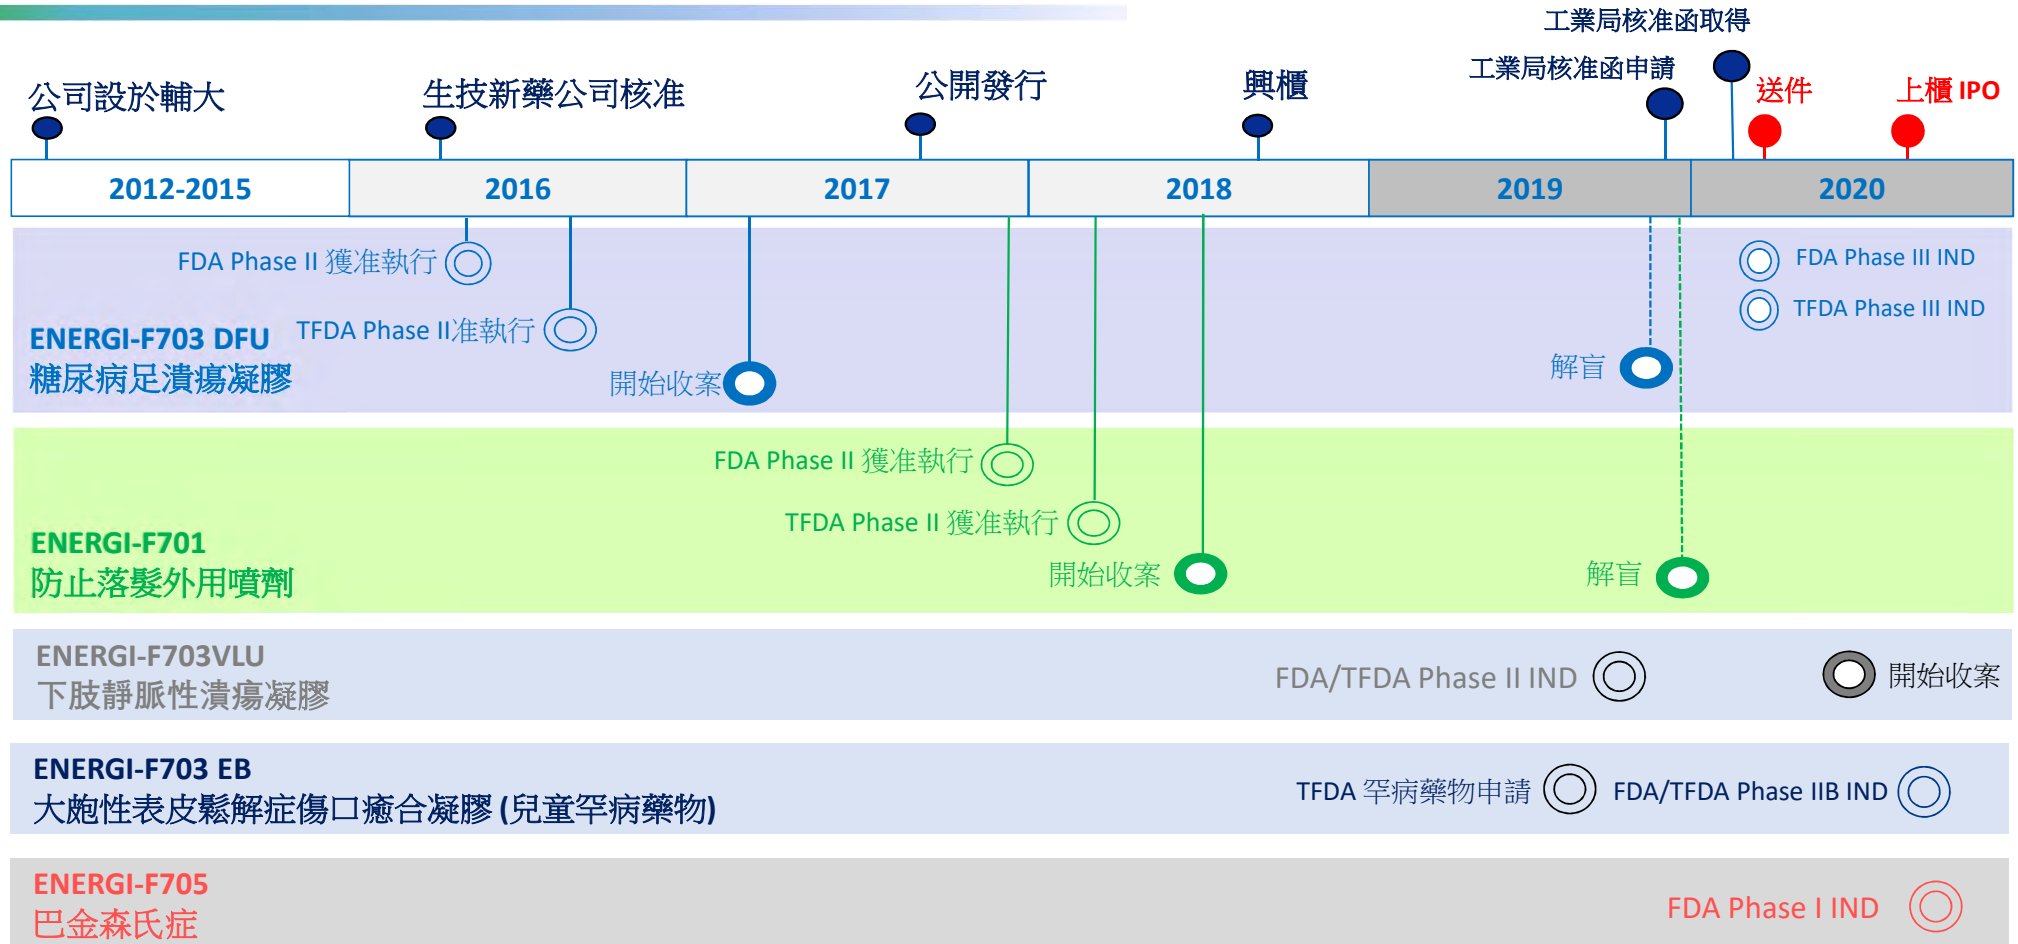 工業局核准函取得
工業局核准函申請
公司設於輔大
生技新藥公司核准
公開發行
興櫃
送件
上櫃 IPO
2012-2015
2016
2017
2018
2019
2020
FDA Phase II 獲准執行
FDA Phase III IND
TFDA Phase III IND
ENERGI-F703 DFU
糖尿病足潰瘍凝膠
TFDA Phase II准執行
開始收案
解盲
FDA Phase II 獲准執行
TFDA Phase II 獲准執行
ENERGI-F701
防止落髮外用噴劑
開始收案
解盲
ENERGI-F703VLU
下肢靜脈性潰瘍凝膠
FDA/TFDA Phase II IND
開始收案
ENERGI-F703 EB
大皰性表皮鬆解症傷口癒合凝膠 (兒童罕病藥物)
TFDA 罕病藥物申請
FDA/TFDA Phase IIB IND
ENERGI-F705
巴金森氏症
FDA Phase I IND